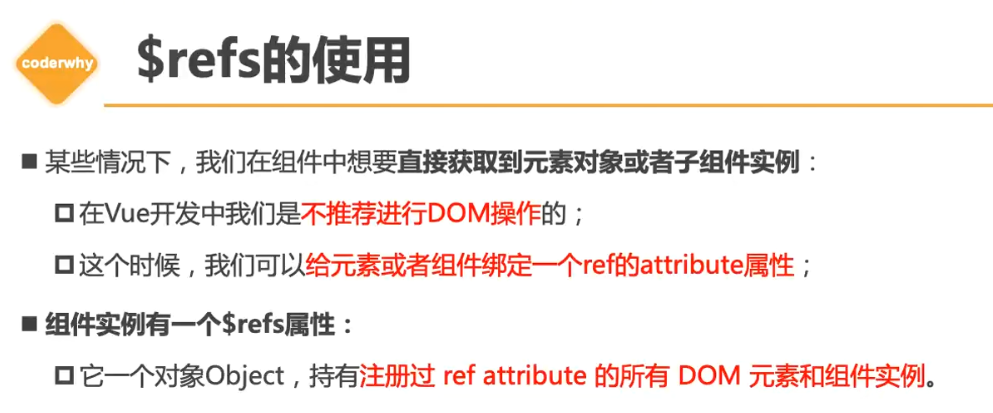 coderwhy
$refs的使用
某些情况下，我们在组件中想要直接获取到元素对象或者子组件实例：
在Vue开发中我们是不推荐进行DOM操作的；
这个时候，我们可以给元素或者组件绑定一个ref的attribute属性；
组件实例有一个$refs属性：
它一个对象Object，持有注册过 ref attribute 的所有 DOM 元素和组件实例。